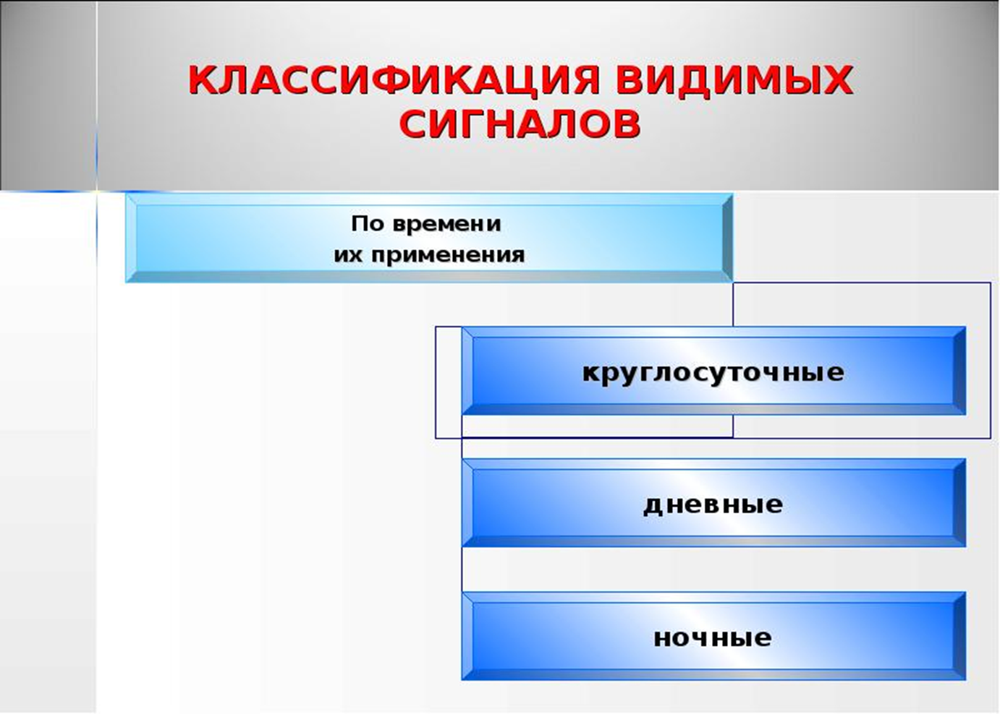 КЛАССИФИКАЦИЯ ВИДИМЫХ
СИГНАЛОВ
По времени
их применения
круглосуточные
дневные
ночные